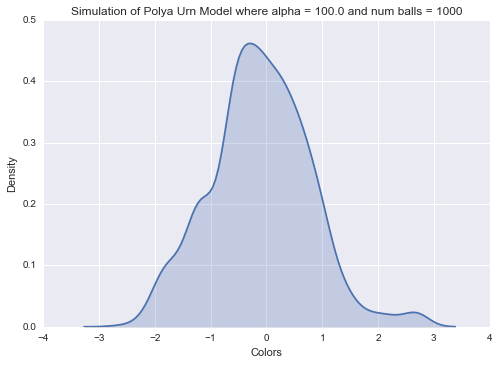 Simulation of Polya Urn Model where alpha = 100.0 and num balls = 1000
0.5
0.4
0.3
0.2
0.1
0.0
Density
−4 −3 −2 −1 0 1 2 3 4
Colors